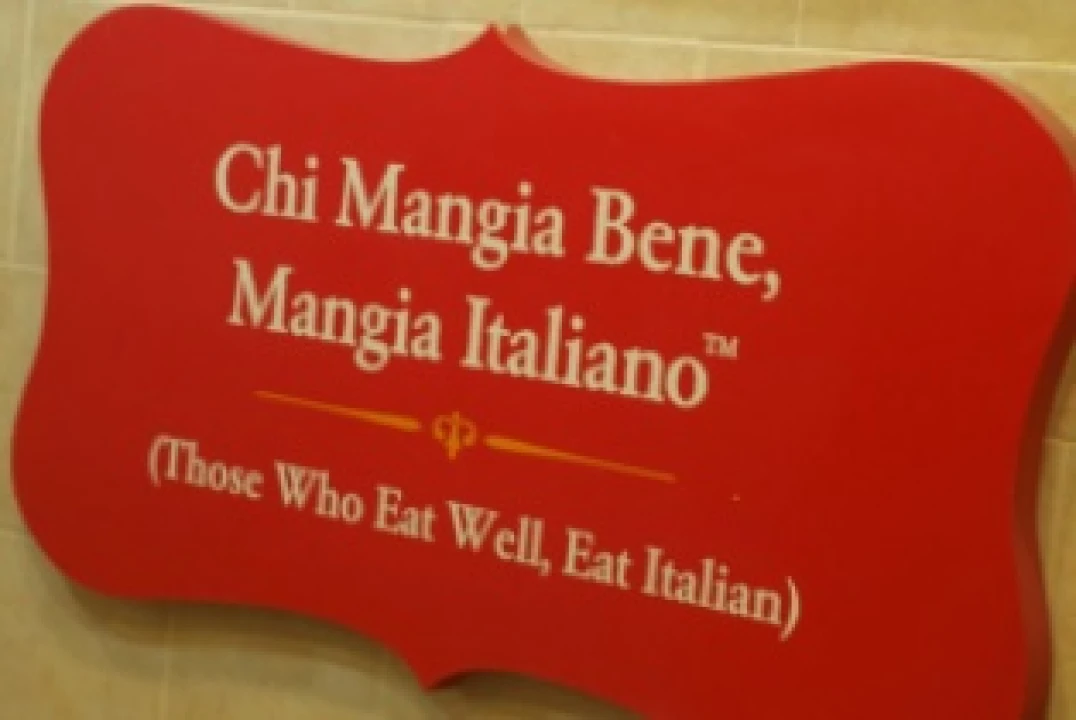 Chi Mangia Bene,
Mangia Italiano™
(Those Who Eat Well, Eat Italian)